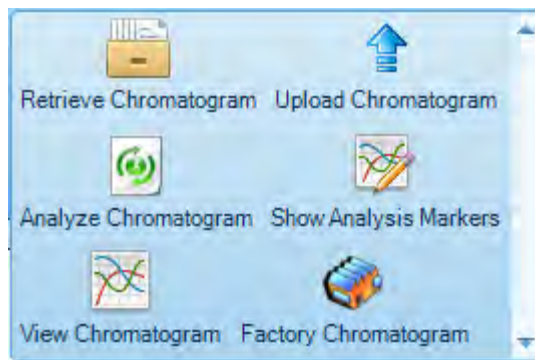 Retrieve Chromatogram Upload Chromatogram
Analyze Chromatogram Show Analysis Markers
View Chromatogram Factory Chromatogram